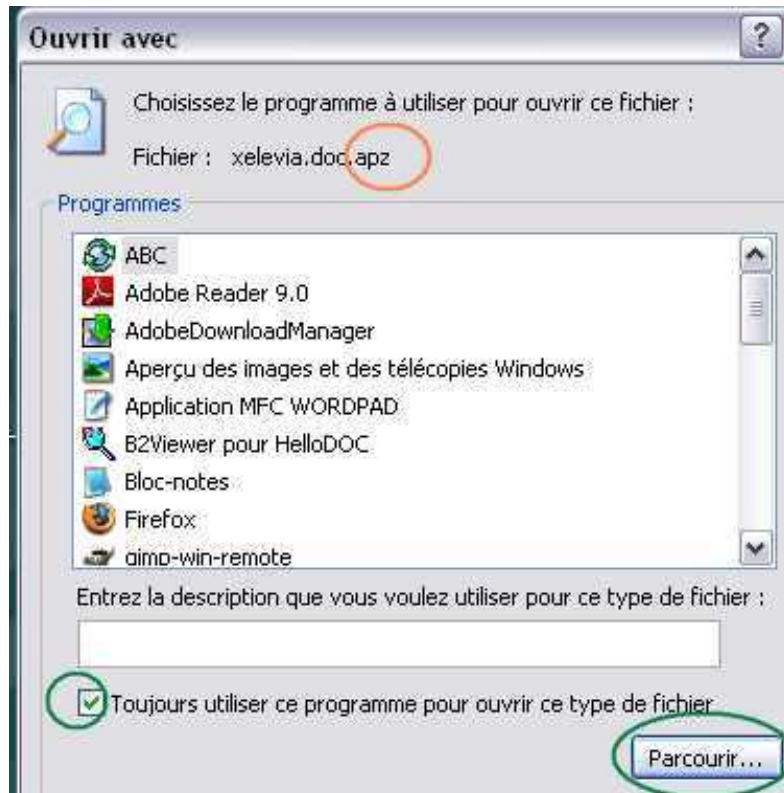 Ouvrir avec
?
Choisissez le programme à utiliser pour ouvrir ce fichier :
Fichier : xelevia.doc.apz
Programmes
ABC
Adobe Reader 9.0
AdobeDownloadManager
Aperçu des images et des télécopies Windows
Application MFC WORDPAD
B2Viewer pour HelloDOC
Bloc-notes
Firefox
gimp-win-remote
Entrez la description que vous voulez utiliser pour ce type de fichier :
Toujours utiliser ce programme pour ouvrir ce type de fichier
Parcourir...